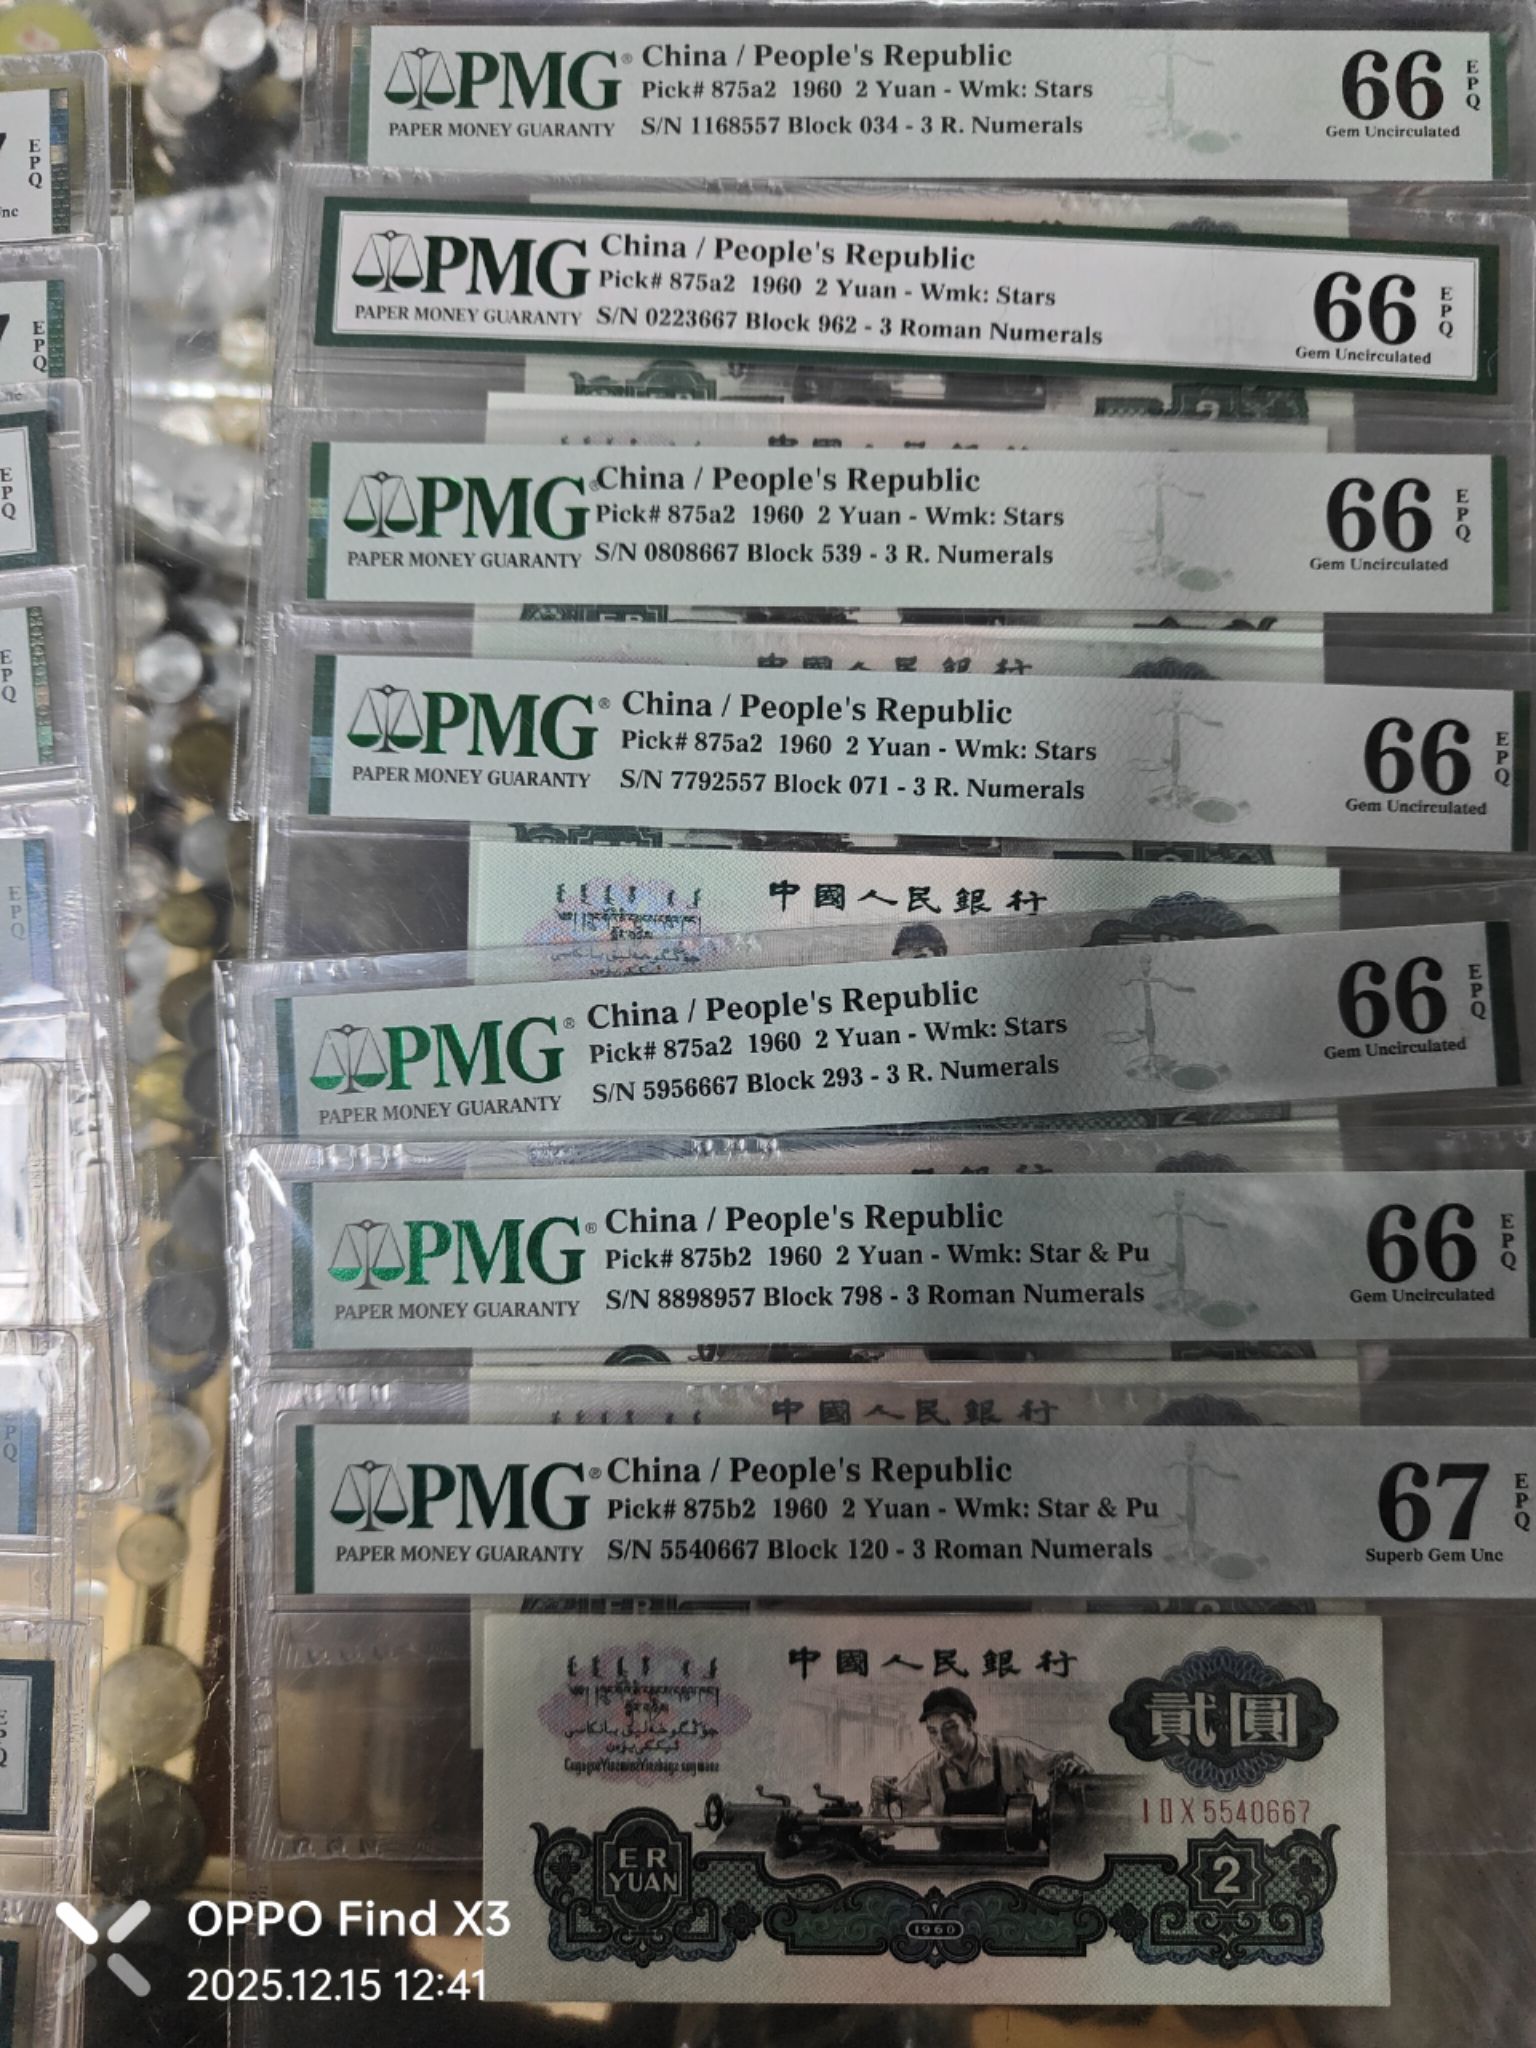 PMG® China / People's Republic 66 EPQ
Pick# 875a2 1960 2 Yuan - Wmk: Stars
PAPER MONEY GUARANTY S/N 1168557 Block 034 - 3 R. Numerals Gem Uncirculated
PMG China / People's Republic 66 EPQ
Pick# 875a2 1960 2 Yuan - Wmk: Stars
PAPER MONEY GUARANTY S/N 0223667 Block 962 - 3 Roman Numerals Gem Uncirculated
PMG® China / People's Republic 66 EPQ
Pick# 875a2 1960 2 Yuan - Wmk: Stars
PAPER MONEY GUARANTY S/N 0808667 Block 539 - 3 R. Numerals Gem Uncirculated
中國人民銀行
PMG® China / People's Republic 66 EPQ
Pick# 875a2 1960 2 Yuan - Wmk: Stars
PAPER MONEY GUARANTY S/N 7792557 Block 071 - 3 R. Numerals Gem Uncirculated
中國人民銀行
PMG® China / People's Republic 66 EPQ
Pick# 875a2 1960 2 Yuan - Wmk: Stars
PAPER MONEY GUARANTY S/N 5956667 Block 293 - 3 R. Numerals Gem Uncirculated
PMG® China / People's Republic 66 EPQ
Pick# 875b2 1960 2 Yuan - Wmk: Star & Pu
PAPER MONEY GUARANTY S/N 8898957 Block 798 - 3 Roman Numerals Gem Uncirculated
中國人民銀行
PMG® China / People's Republic 67 EPQ
Pick# 875b2 1960 2 Yuan - Wmk: Star & Pu
PAPER MONEY GUARANTY S/N 5540667 Block 120 - 3 Roman Numerals Superb Gem Unc
中國人民銀行
貳圓
I II X 5540667
ER
YUAN
2
1960
OPPO Find X3
2025.12.15 12:41